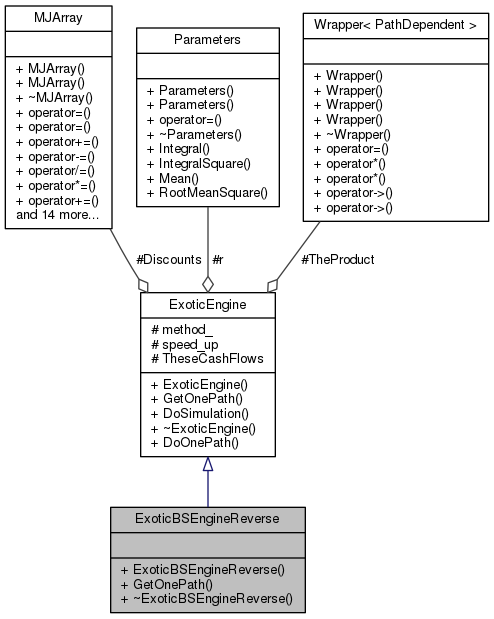 MJArray
+ MJArray()
+ MJArray()
+ ~MJArray()
+ operator=()
+ operator=()
+ operator+=()
+ operator-=()
+ operator/=()
+ operator*=()
+ operator+=()
and 14 more...
Parameters
+ Parameters()
+ Parameters()
+ operator=()
+ ~Parameters()
+ Integral()
+ IntegralSquare()
+ Mean()
+ RootMeanSquare()
Wrapper< PathDependent >
+ Wrapper()
+ Wrapper()
+ Wrapper()
+ Wrapper()
+ ~Wrapper()
+ operator=()
+ operator*()
+ operator*()
+ operator->()
+ operator->()
#Discounts
#r
#TheProduct
ExoticEngine
# method_
# speed_up
# TheseCashFlows
+ ExoticEngine()
+ GetOnePath()
+ DoSimulation()
+ ~ExoticEngine()
+ DoOnePath()
ExoticBSEngineReverse
+ ExoticBSEngineReverse()
+ GetOnePath()
+ ~ExoticBSEngineReverse()